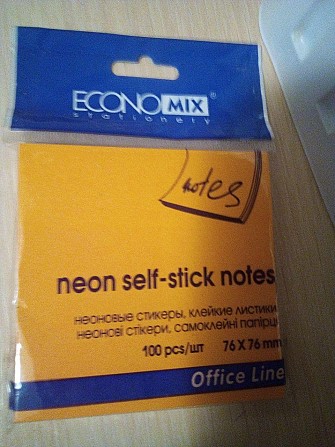 ECONOMIX®
stationery
notes
neon self-stick notes
неоновые стикеры, клейкие листики
неонові стікери, самоклейні папірці
100 pcs/шт 76 X 76 mm
Office Line